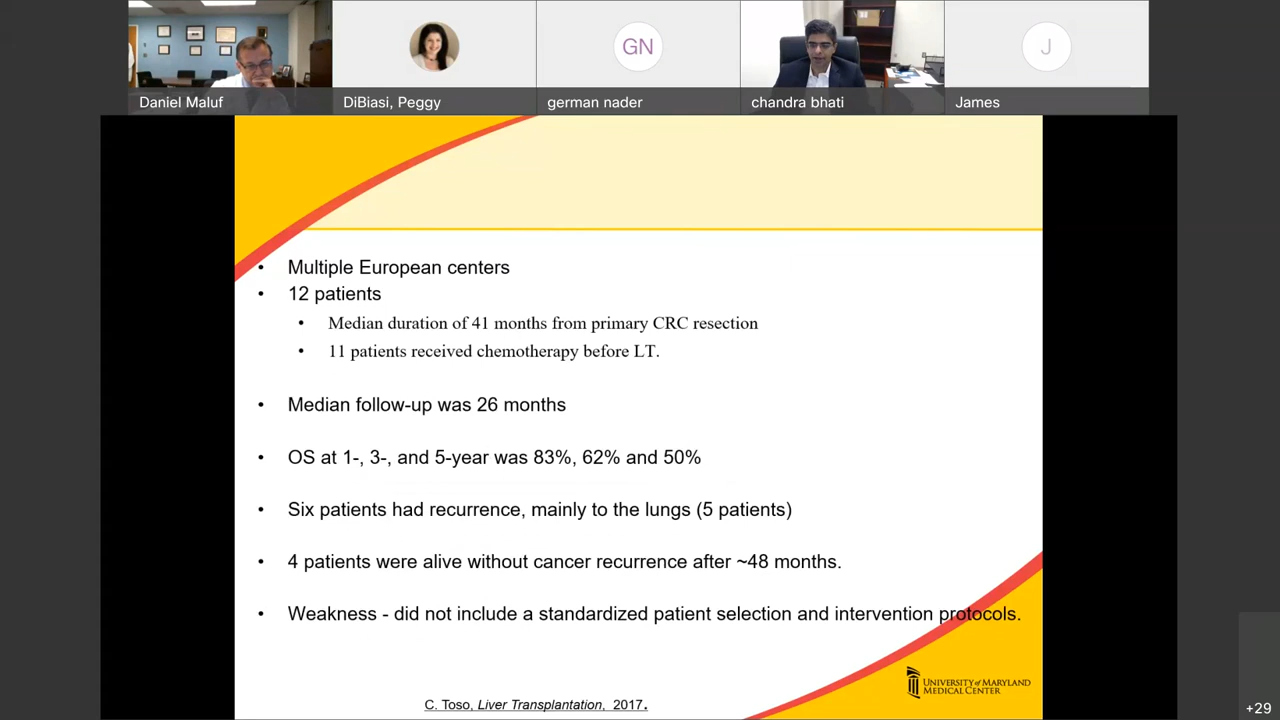 GN
J
Daniel Maluf
DiBiasi, Peggy
german nader
chandra bhati
James
• Multiple European centers
• 12 patients
• Median duration of 41 months from primary CRC resection
• 11 patients received chemotherapy before LT.
• Median follow-up was 26 months
• OS at 1-, 3-, and 5-year was 83%, 62% and 50%
• Six patients had recurrence, mainly to the lungs (5 patients)
• 4 patients were alive without cancer recurrence after ~48 months.
• Weakness - did not include a standardized patient selection and intervention protocols.
UNIVERSITY of MARYLAND
MEDICAL CENTER
C. Toso, Liver Transplantation, 2017.
+29